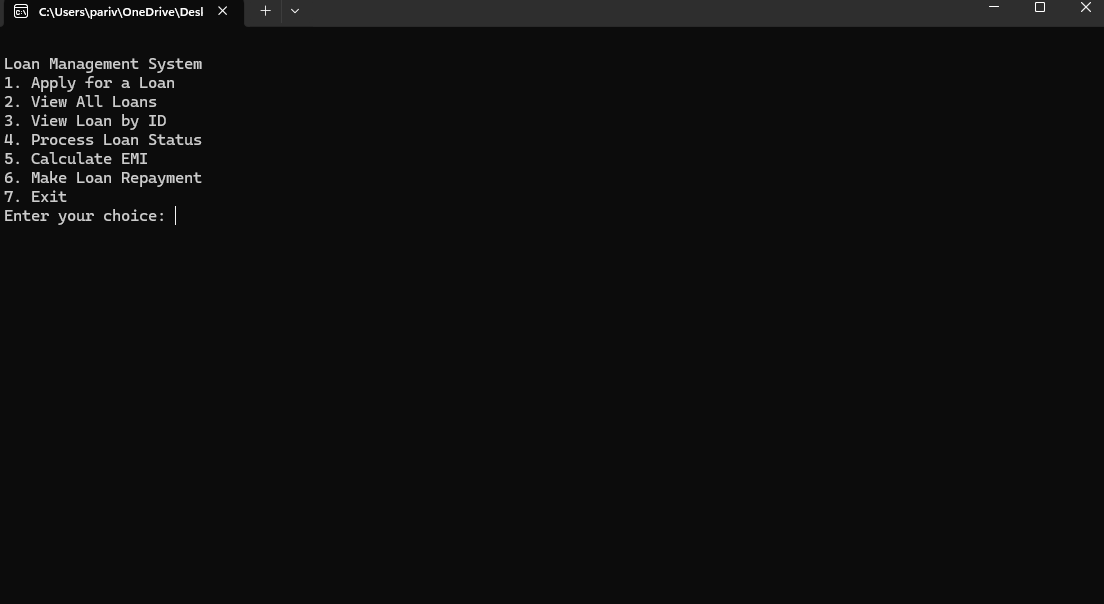 C:\Users\pariv\OneDrive\Desl
Loan Management System
1. Apply for a Loan
2. View All Loans
3. View Loan by ID
4. Process Loan Status
5. Calculate EMI
6. Make Loan Repayment
7. Exit
Enter your choice: